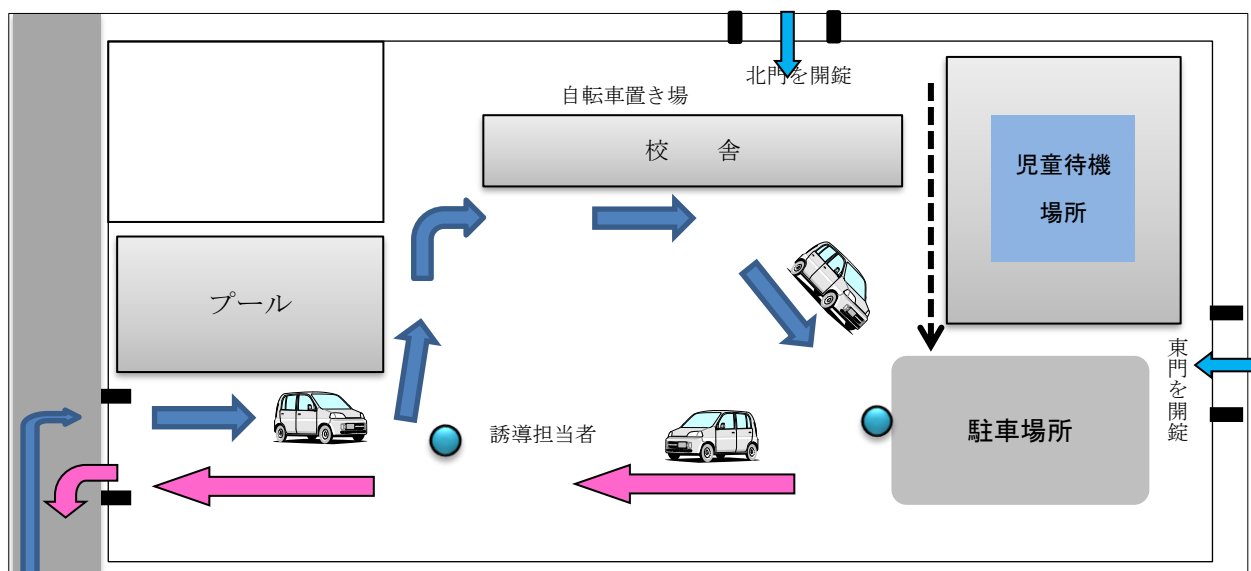 北門を開錠
自転車置き場
校　舎
児童待機
場所
プール
東門を開錠
誘導担当者
駐車場所